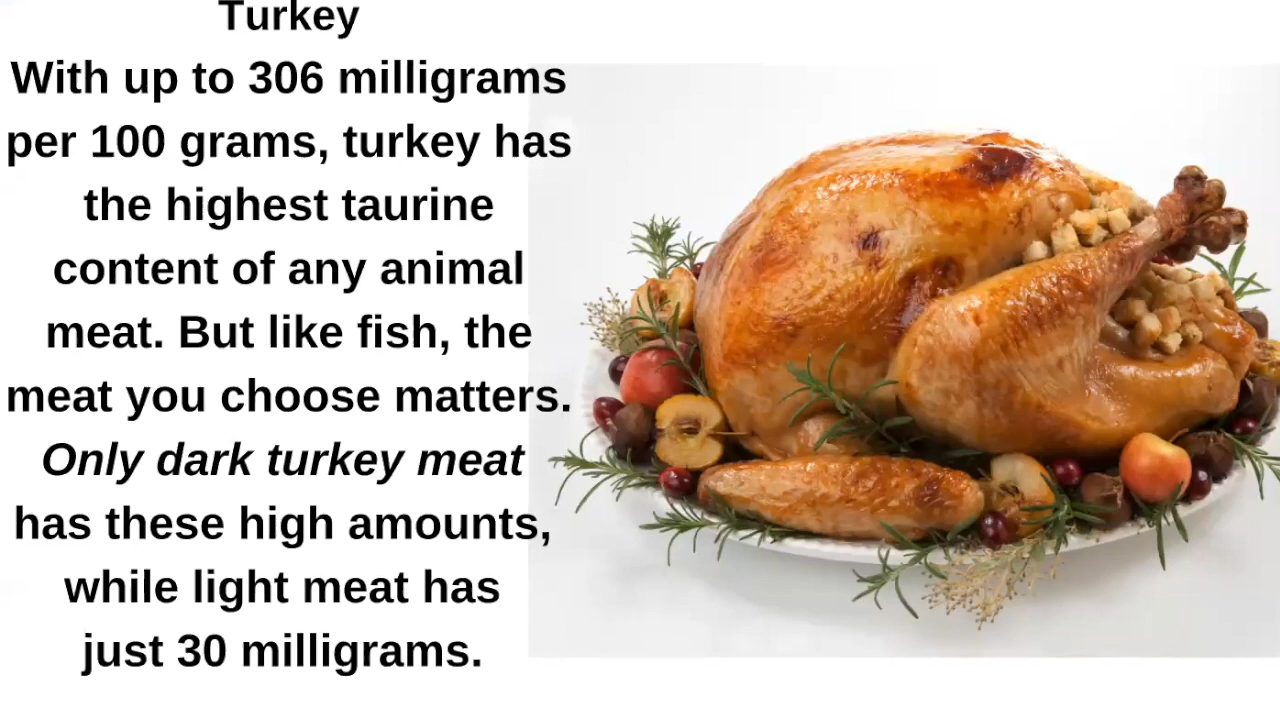 Turkey
With up to 306 milligrams
per 100 grams, turkey has
the highest taurine
content of any animal
meat. But like fish, the
meat you choose matters.
Only dark turkey meat
has these high amounts,
while light meat has
just 30 milligrams.